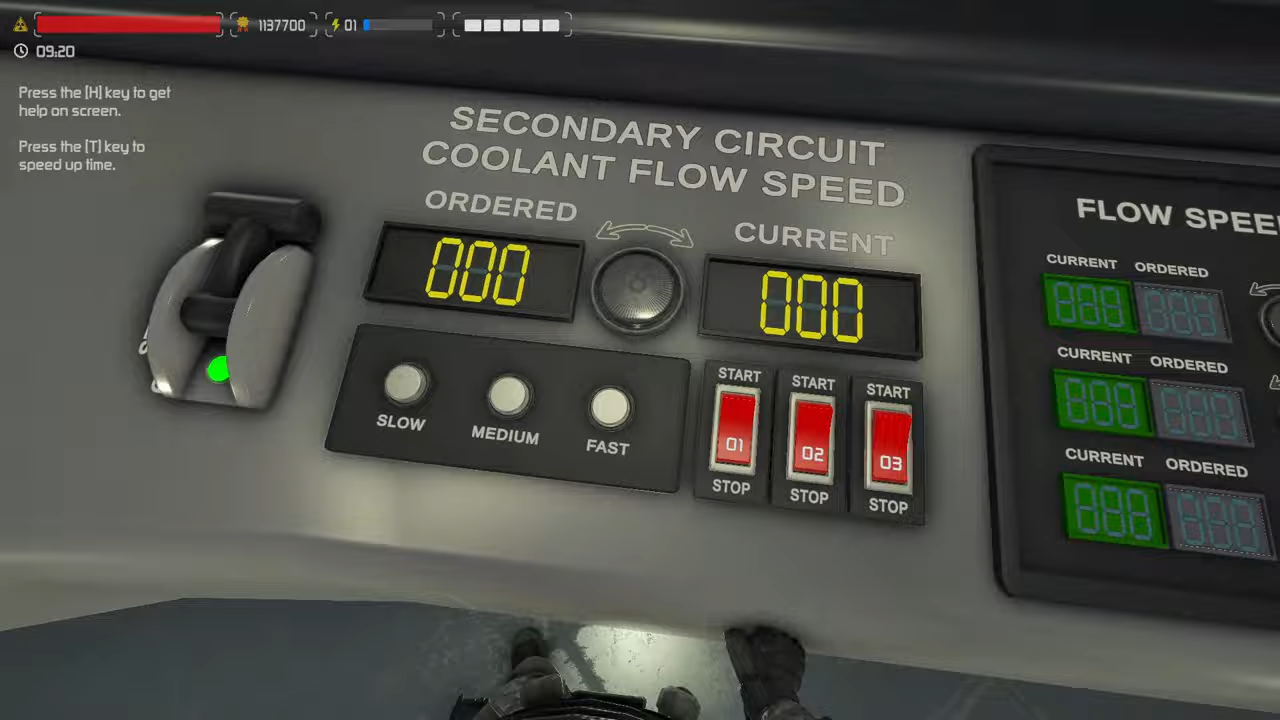 1137700
01
09:20
Press the [H] key to get
help on screen.
Press the [T] key to
speed up time.
SECONDARY CIRCUIT
COOLANT FLOW SPEED
ORDERED
CURRENT
000
000
SLOW
MEDIUM
FAST
START
START
START
01
02
03
STOP
STOP
STOP
FLOW SPEE
CURRENT ORDERED
CURRENT ORDERED
CURRENT ORDERED